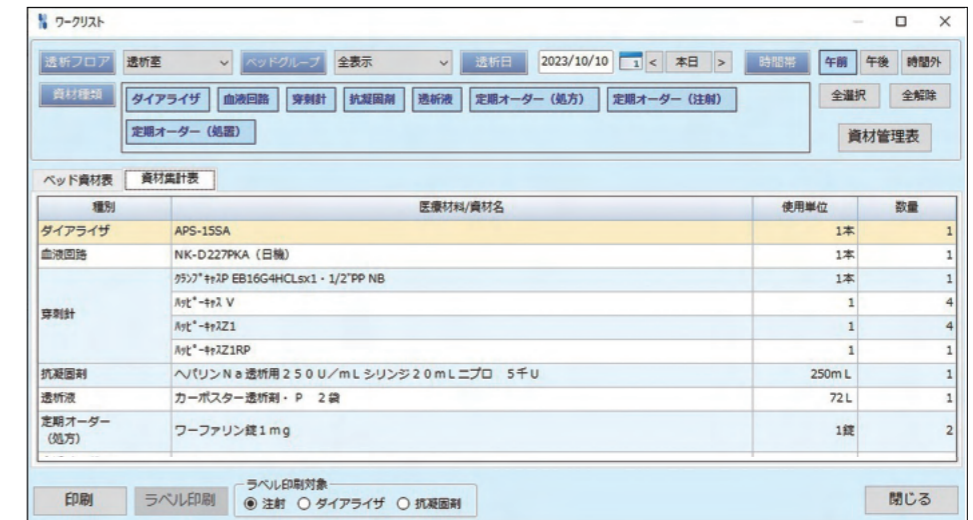 ワークリスト
透析フロア 透析室 ベッドグループ 全表示 透析日 2023/10/10 1 < 本日 > 時間帯 午前 午後 時間外
資材種類 ダイアライザ 血液回路 穿刺針 抗凝固剤 透析液 定期オーダー（処方） 定期オーダー（注射） 全選択 全解除
定期オーダー（処置） 資材管理表
ベッド資材表 資材集計表
種別 医療材料/資材名 使用単位 数量
ダイアライザ APS-15SA 1本 1
血液回路 NK-D227PKA（日機） 1本 1
穿刺針 ｸﾗﾝﾌﾟｷｬｽP EB16G4HCLsx1・1/2"PP NB 1本 1
ﾊｯﾋﾟｰｷｬｽ V 1 4
ﾊｯﾋﾟｰｷｬｽZ1 1 4
ﾊｯﾋﾟｰｷｬｽZ1RP 1 1
抗凝固剤 ヘパリンＮａ透析用２５０Ｕ／ｍＬシリンジ２０ｍＬニプロ　５千Ｕ 250mL 1
透析液 カーボスター透析剤・Ｐ　２袋 72L 1
定期オーダー
（処方） ワーファリン錠１ｍｇ 1錠 2
印刷 ラベル印刷 ラベル印刷対象
注射 ダイアライザ 抗凝固剤 閉じる